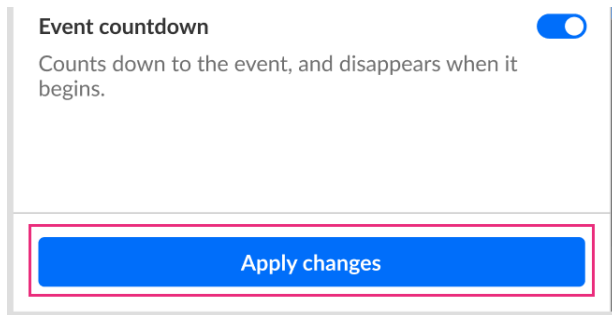 Event countdown
Counts down to the event, and disappears when it
begins.
Apply changes